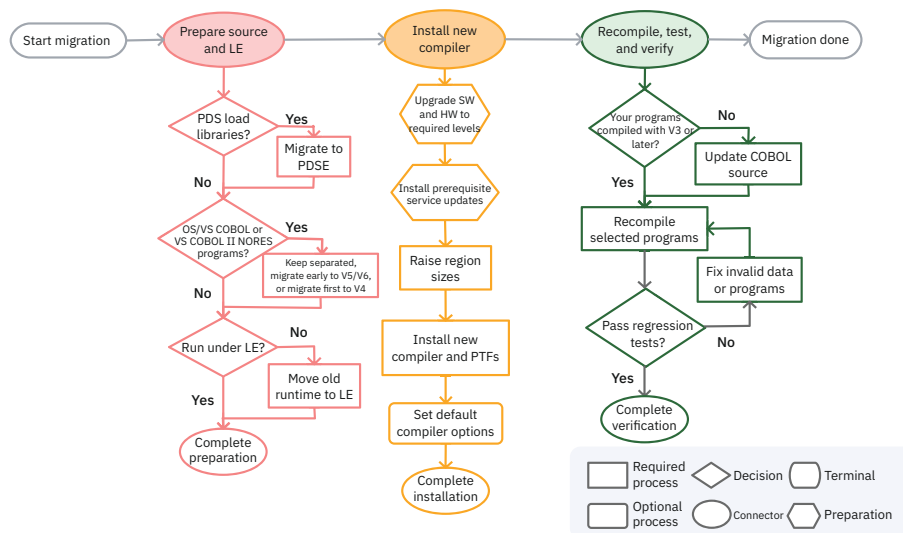 Start migration
Prepare source
and LE
Install new
compiler
Recompile, test,
and verify
Migration done
PDS load
libraries?
Yes
Migrate to
PDSE
No
OS/VS COBOL or
VS COBOL II NORES
programs?
Yes
Keep separated,
migrate early to V5/V6,
or migrate first to V4
No
Run under LE?
No
Move old
runtime to LE
Yes
Complete
preparation
Upgrade SW
and HW to
required levels
Install prerequisite
service updates
Raise region
sizes
Install new
compiler and PTFs
Set default
compiler options
Complete
installation
Your programs
compiled with V3 or
later?
No
Update COBOL
source
Yes
Recompile
selected programs
Fix invalid data
or programs
Pass regression
tests?
No
Yes
Complete
verification
Required
process
Decision
Terminal
Optional
process
Connector
Preparation